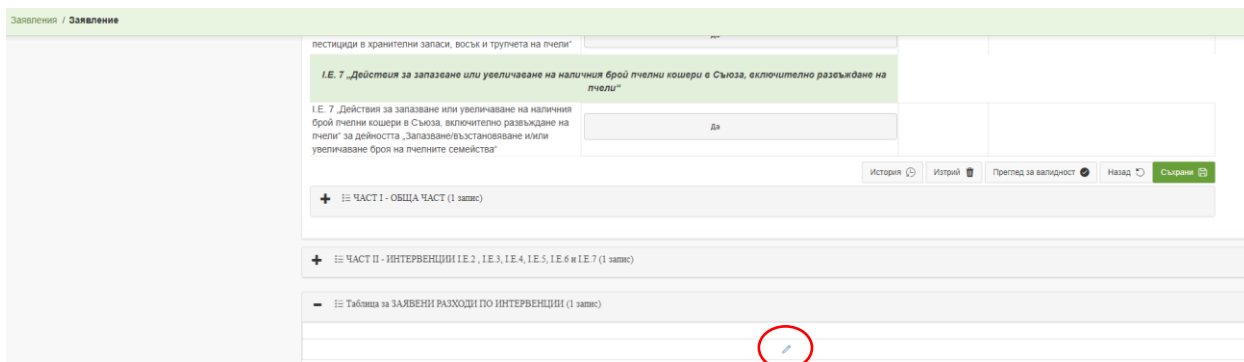 Заявления / Заявление
пестициди в хранителни запаси, восък и трупчета на пчели"
Да
I.E. 7 „Действия за запазване или увеличаване на наличния брой пчелни кошери в Съюза, включително развъждане на
пчели“
I.E. 7 „Действия за запазване или увеличаване на наличния
брой пчелни кошери в Съюза, включително развъждане на
пчели“ за дейността „Запазване/възстановяване и/или
увеличаване броя на пчелните семейства“
Да
История Изтрий Преглед за валидност Назад Съхрани
ЧАСТ I - ОБЩА ЧАСТ (1 запис)
ЧАСТ II - ИНТЕРВЕНЦИИ I.E.2 , I.E.3, I.E.4, I.E.5, I.E.6 и I.E.7 (1 запис)
Таблица за ЗАЯВЕНИ РАЗХОДИ ПО ИНТЕРВЕНЦИИ (1 запис)